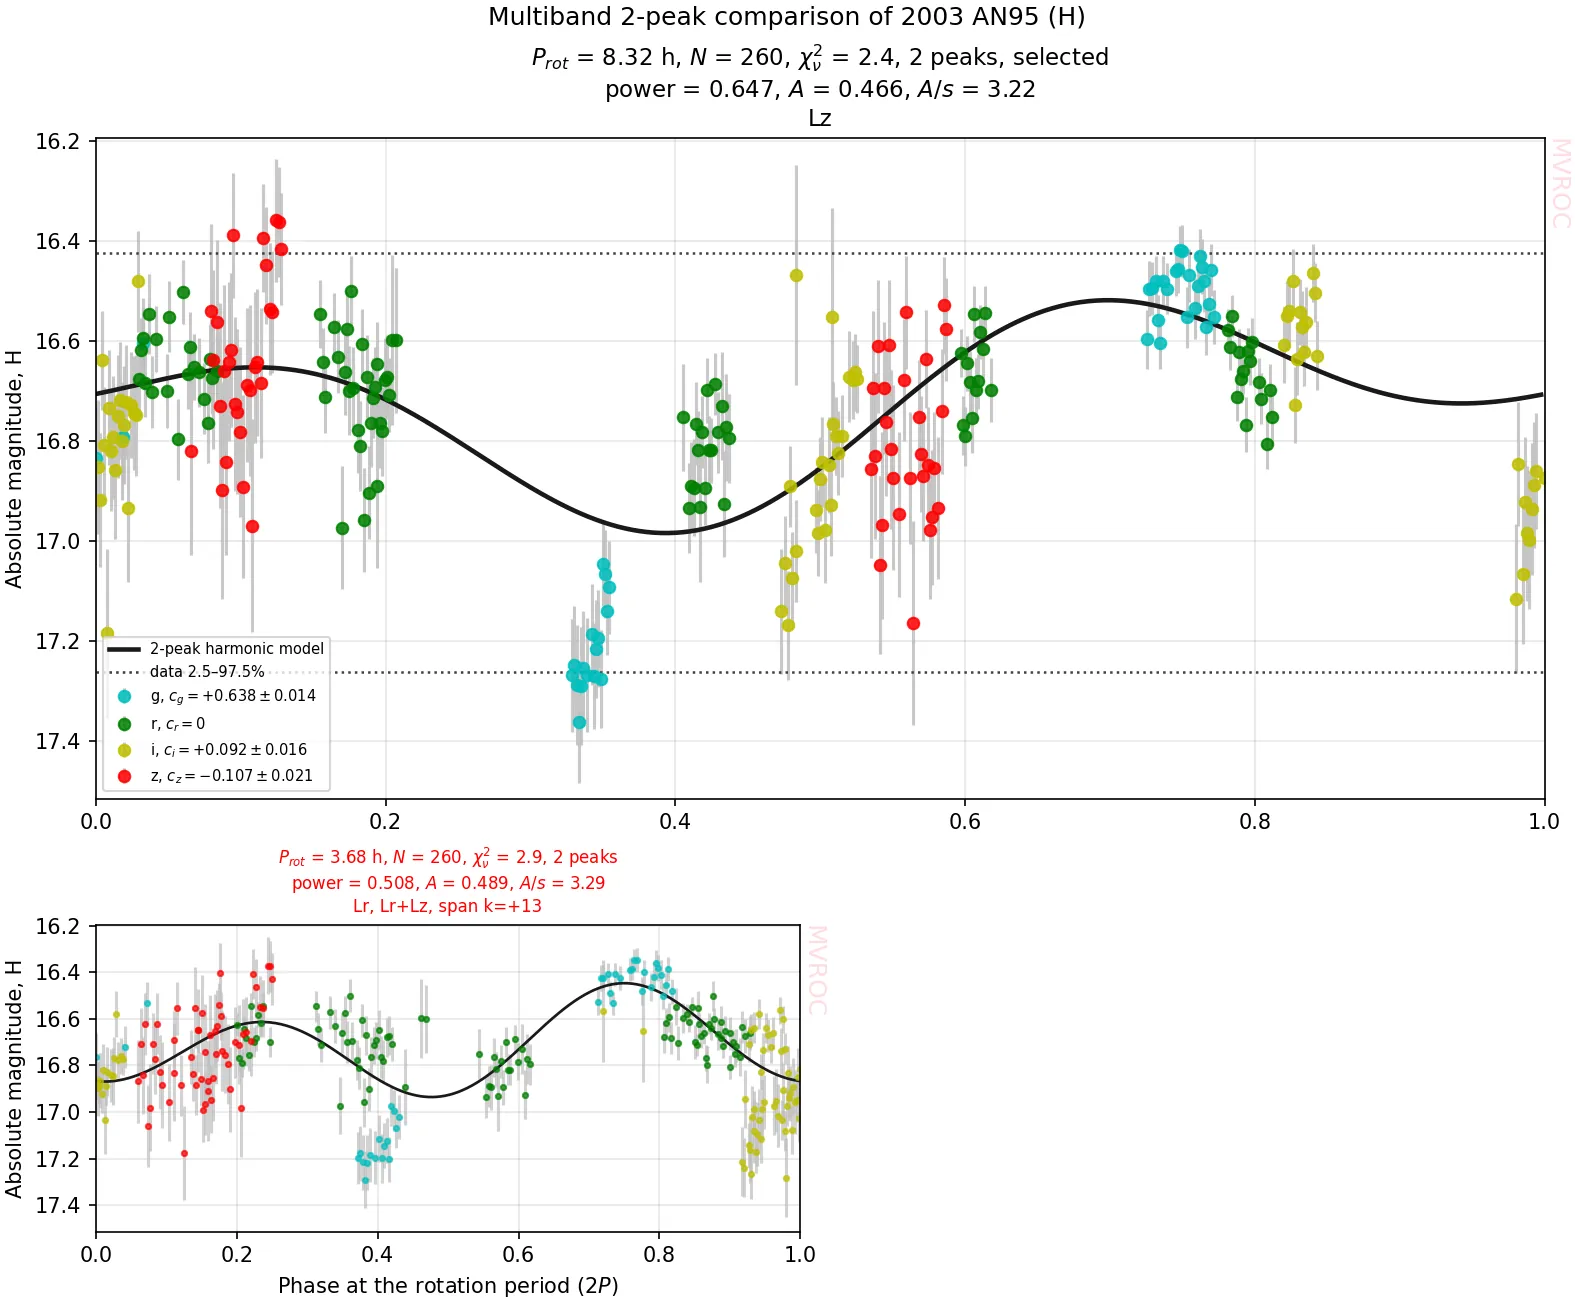 Multiband 2-peak comparison of 2003 AN95 (H)
P_rot = 8.32 h, N = 260, χ²_ν = 2.4, 2 peaks, selected
power = 0.647, A = 0.466, A/s = 3.22
Lz
MVROC
Absolute magnitude, H
16.2
16.4
16.6
16.8
17.0
17.2
17.4
2-peak harmonic model
data 2.5–97.5%
g, c_g = +0.638 ± 0.014
r, c_r = 0
i, c_i = +0.092 ± 0.016
z, c_z = −0.107 ± 0.021
0.0 0.2 0.4 0.6 0.8 1.0
P_rot = 3.68 h, N = 260, χ²_ν = 2.9, 2 peaks
power = 0.508, A = 0.489, A/s = 3.29
Lr, Lr+Lz, span k=+13
MVROC
Absolute magnitude, H
16.2
16.4
16.6
16.8
17.0
17.2
17.4
0.0 0.2 0.4 0.6 0.8 1.0
Phase at the rotation period (2P)